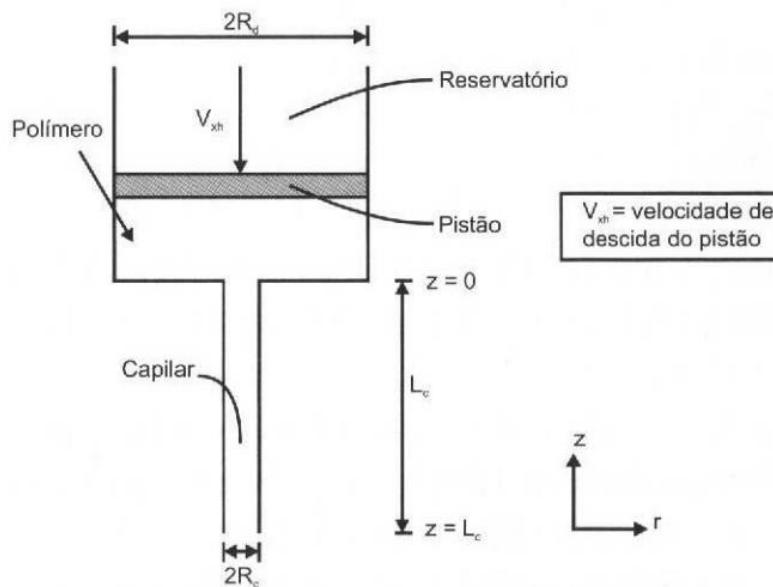 2R_d
Reservatório
V_xh
Polímero
Pistão
V_xh = velocidade de
descida do pistão
z = 0
Capilar
L_c
z
r
z = L_c
2R_c